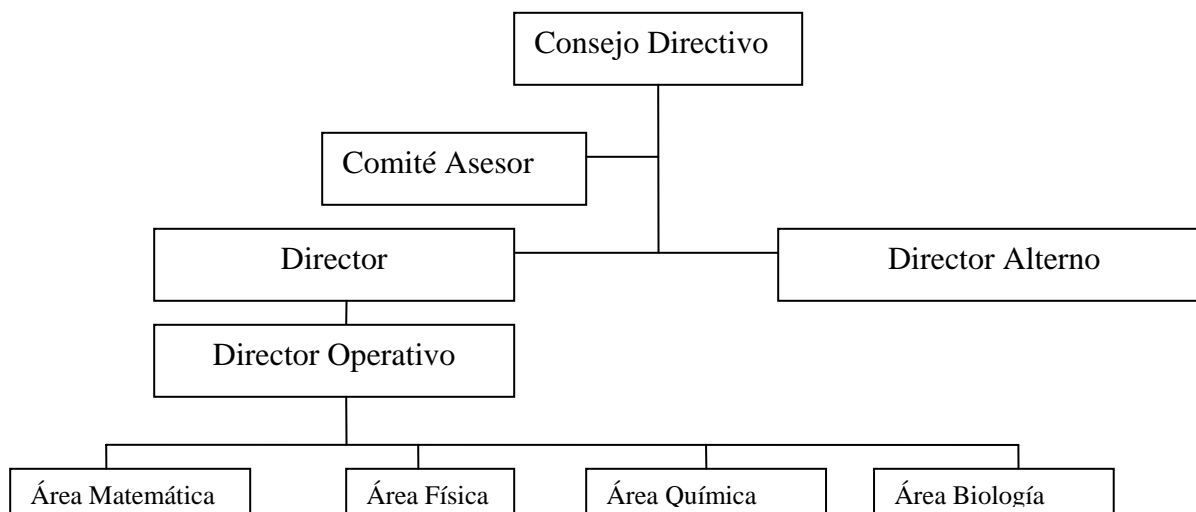 Consejo Directivo
Comité Asesor
Director
Director Alterno
Director Operativo
Área Matemática
Área Física
Área Química
Área Biología